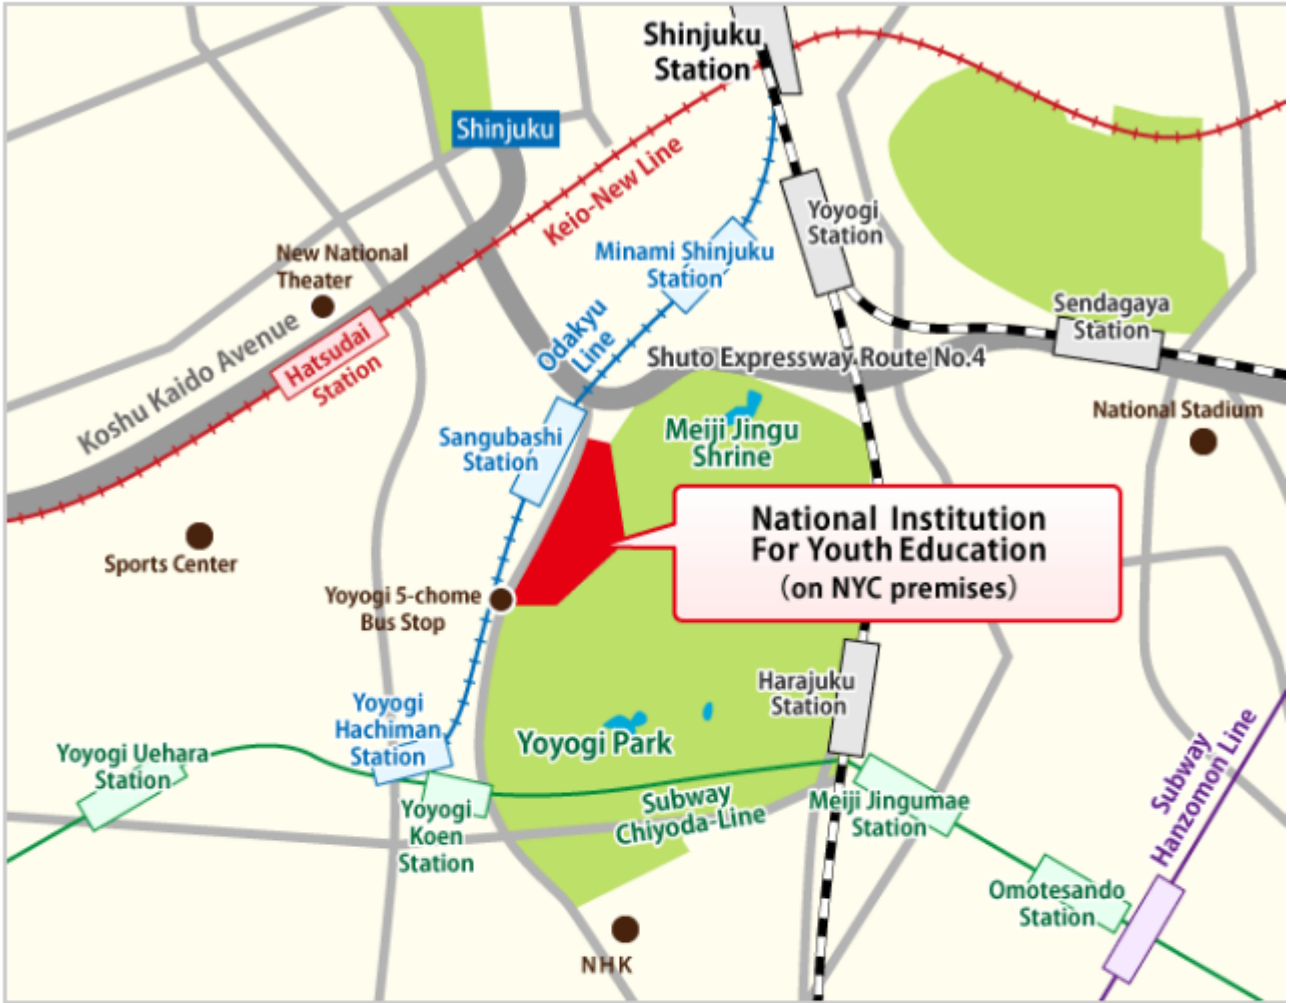 Shinjuku
Station
Shinjuku
Keio-New Line
Yoyogi
Station
New National
Theater
Minami Shinjuku
Station
Sendagaya
Station
Koshu Kaido Avenue
Hatsudai
Station
Odakyu
Line
Shuto Expressway Route No.4
National Stadium
Meiji Jingu
Shrine
Sangubashi
Station
National Institution
For Youth Education
(on NYC premises)
Sports Center
Yoyogi 5-chome
Bus Stop
Harajuku
Station
Yoyogi
Hachiman
Station
Yoyogi Park
Yoyogi Uehara
Station
Subway
Hanzomon Line
Subway
Chiyoda-Line
Meiji Jingumae
Station
Yoyogi
Koen
Station
Omotesando
Station
NHK